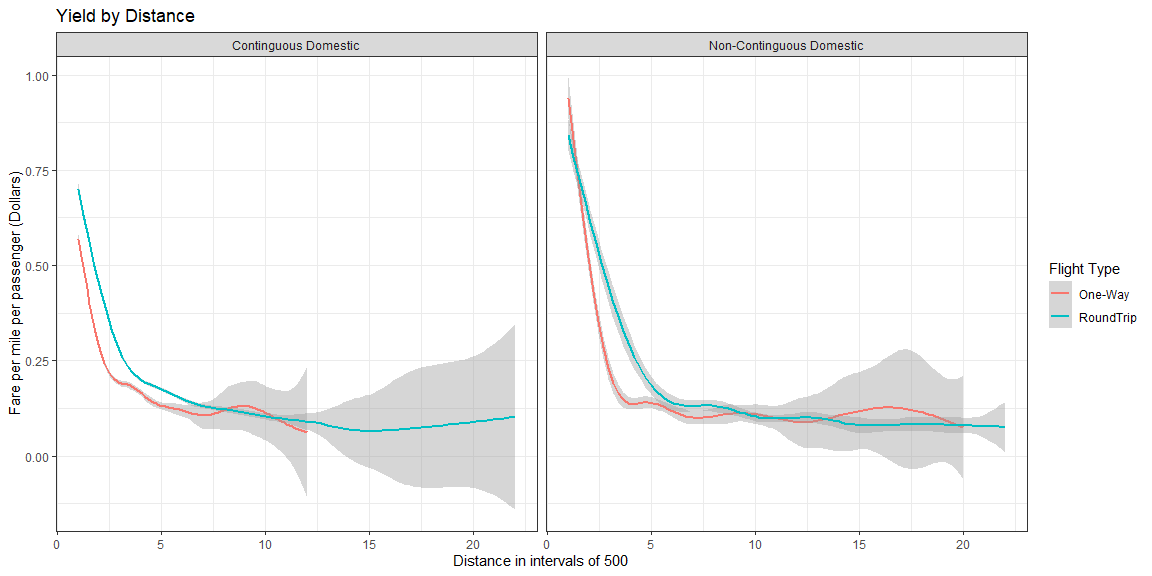 Yield by Distance
Continguous Domestic
Non-Continguous Domestic
Fare per mile per passenger (Dollars)
1.00
0.75
0.50
0.25
0.00
0 5 10 15 20
0 5 10 15 20
Distance in intervals of 500
Flight Type
One-Way
RoundTrip